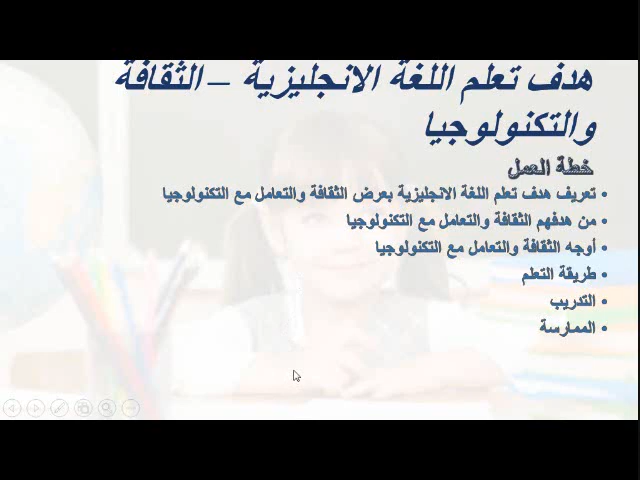 هدف تعلم اللغة الانجليزية – الثقافة
والتكنولوجيا
خطة العمل
• تعريف هدف تعلم اللغة الانجليزية بعرض الثقافة والتعامل مع التكنولوجيا
• من هدفهم الثقافة والتعامل مع التكنولوجيا
• أوجه الثقافة والتعامل مع التكنولوجيا
• طريقة التعلم
• التدريب
• الممارسة